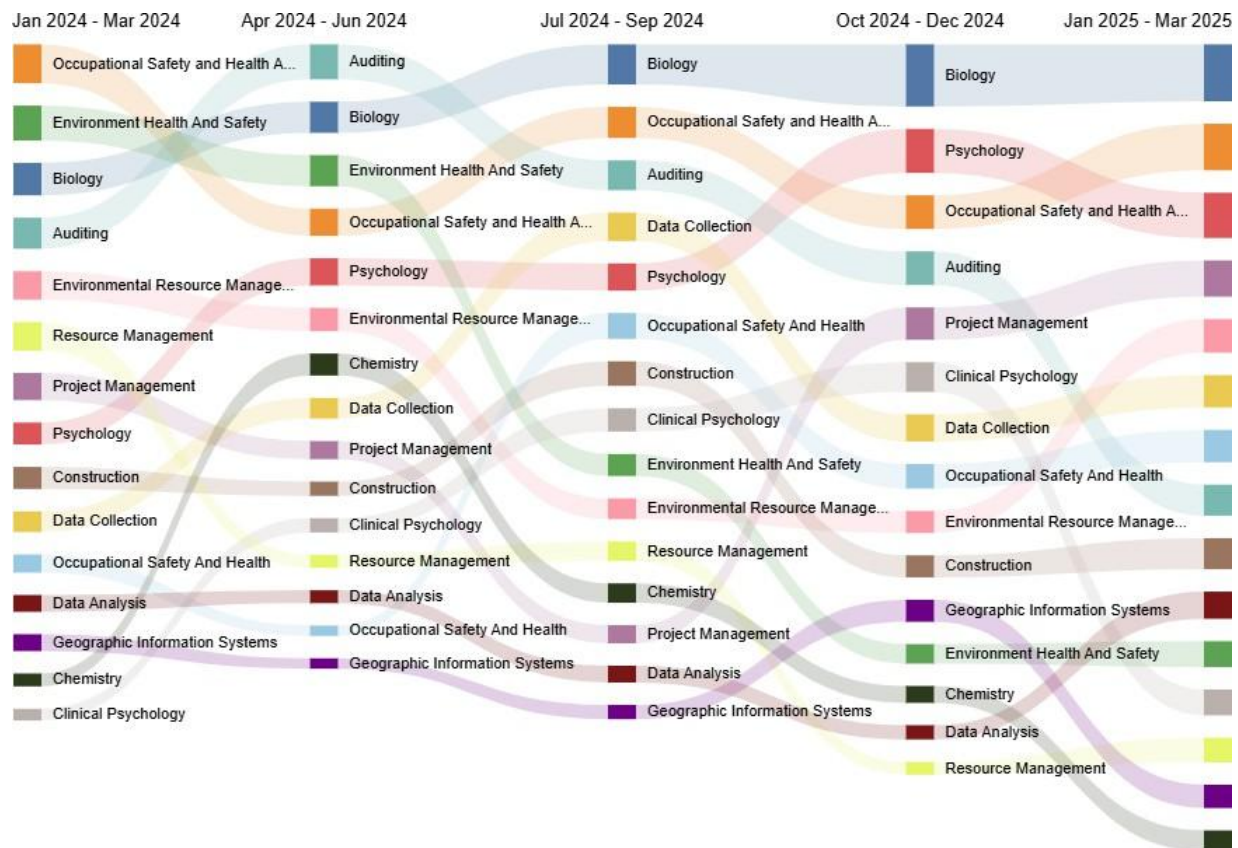 Jan 2024 - Mar 2024
Apr 2024 - Jun 2024
Jul 2024 - Sep 2024
Oct 2024 - Dec 2024
Jan 2025 - Mar 2025
Occupational Safety and Health A...
Environment Health And Safety
Biology
Auditing
Environmental Resource Manage...
Resource Management
Project Management
Psychology
Construction
Data Collection
Occupational Safety And Health
Data Analysis
Geographic Information Systems
Chemistry
Clinical Psychology
Auditing
Biology
Environment Health And Safety
Occupational Safety and Health A...
Psychology
Environmental Resource Manage...
Chemistry
Data Collection
Project Management
Construction
Clinical Psychology
Resource Management
Data Analysis
Occupational Safety And Health
Geographic Information Systems
Biology
Occupational Safety and Health A...
Auditing
Data Collection
Psychology
Occupational Safety And Health
Construction
Clinical Psychology
Environment Health And Safety
Environmental Resource Manage...
Resource Management
Chemistry
Project Management
Data Analysis
Geographic Information Systems
Biology
Psychology
Occupational Safety and Health A...
Auditing
Project Management
Clinical Psychology
Data Collection
Occupational Safety And Health
Environmental Resource Manage...
Construction
Geographic Information Systems
Environment Health And Safety
Chemistry
Data Analysis
Resource Management